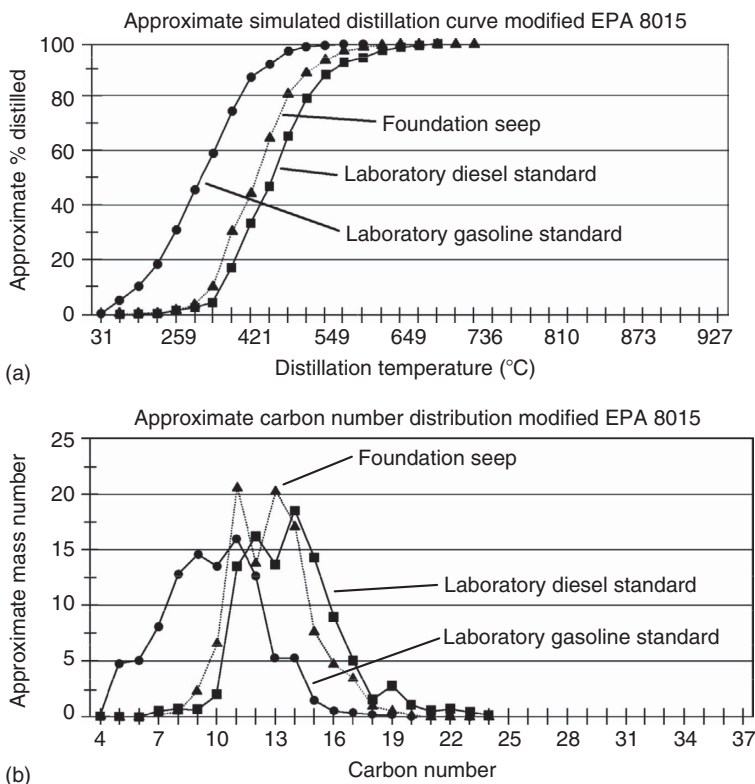 Approximate simulated distillation curve modified EPA 8015
Approximate % distilled
100
80
60
40
20
0
Foundation seep
Laboratory diesel standard
Laboratory gasoline standard
31 259 421 549 649 736 810 873 927
Distillation temperature (°C)
(a)
Approximate carbon number distribution modified EPA 8015
Approximate mass number
25
20
15
10
5
0
Foundation seep
Laboratory diesel standard
Laboratory gasoline standard
4 7 10 13 16 19 22 25 28 31 34 37
Carbon number
(b)